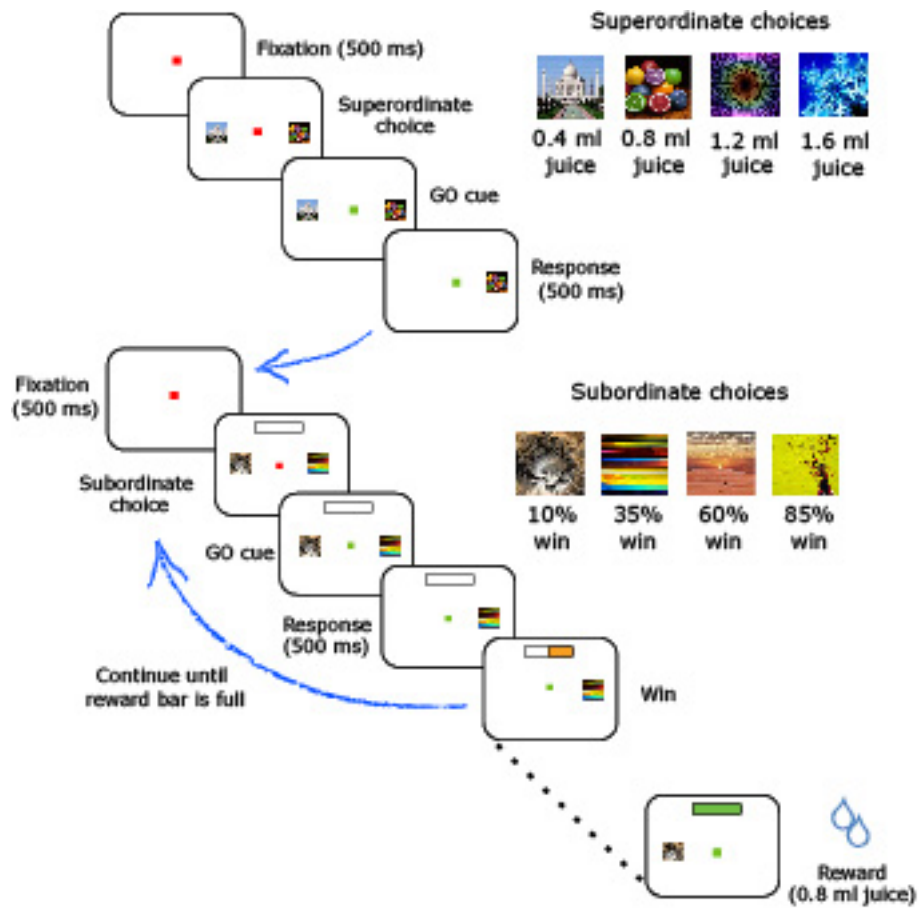 Superordinate choices
Fixation (500 ms)
Superordinate
choice
0.4 ml
juice
0.8 ml
juice
1.2 ml
juice
1.6 ml
juice
GO cue
Response
(500 ms)
Fixation
(500 ms)
Subordinate choices
Subordinate
choice
10%
win
35%
win
60%
win
85%
win
GO cue
Response
(500 ms)
Continue until
reward bar is full
Win
Reward
(0.8 ml juice)